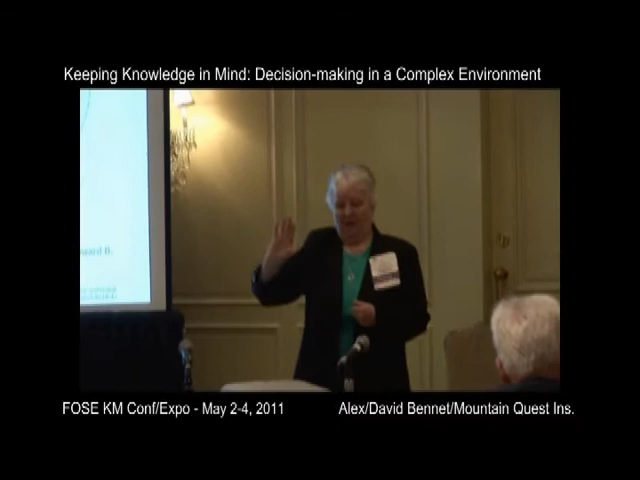 Keeping Knowledge in Mind: Decision-making in a Complex Environment
FOSE KM Conf/Expo - May 2-4, 2011
Alex/David Bennet/Mountain Quest Ins.